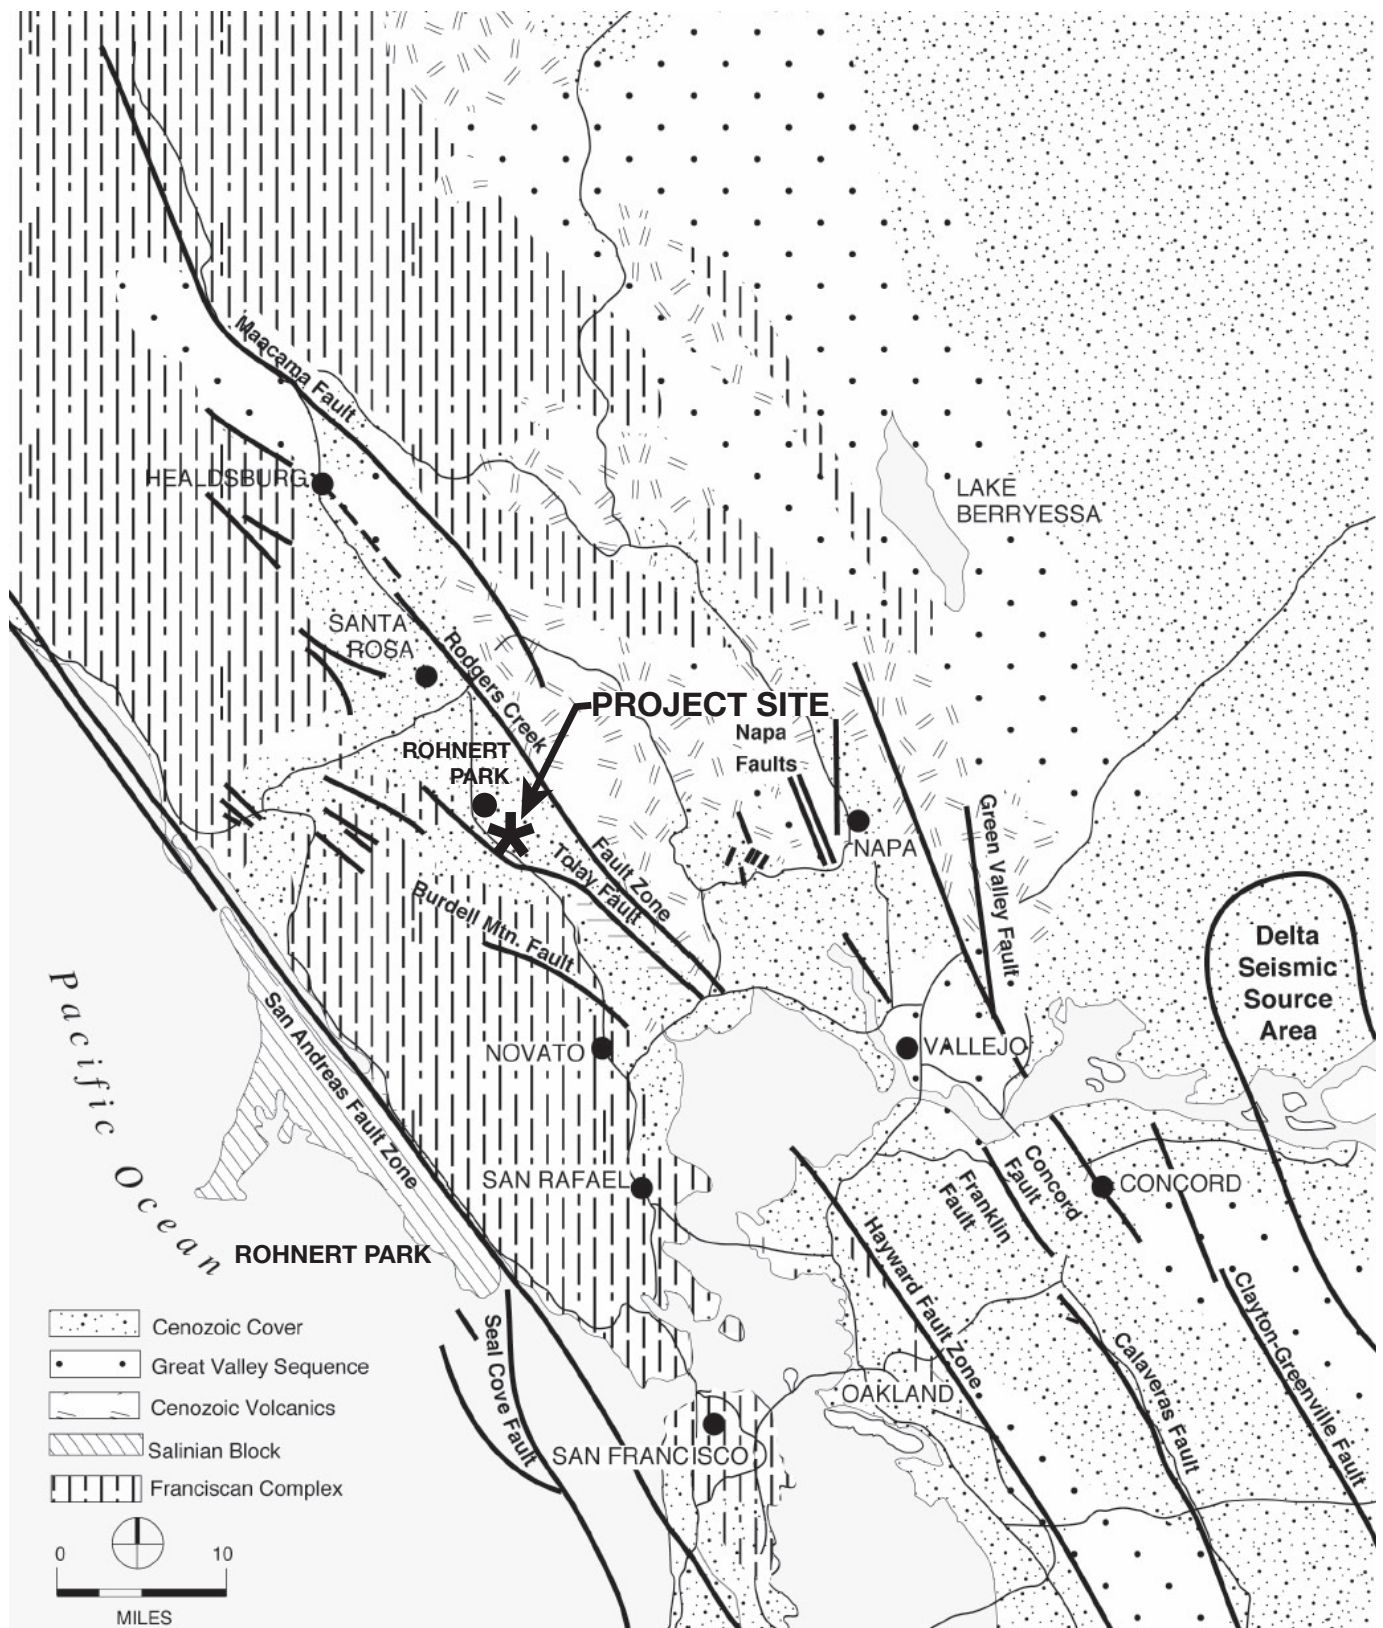 Maacama Fault
HEALDSBURG
LAKE
BERRYESSA
SANTA
ROSA
Rodgers Creek
Fault Zone
PROJECT SITE
ROHNERT
PARK
Napa
Faults
NAPA
Green Valley Fault
Tolay Fault
Burdell Mtn. Fault
Delta
Seismic
Source
Area
Pacific Ocean
San Andreas Fault Zone
NOVATO
VALLEJO
SAN RAFAEL
Concord
Fault
Franklin
Fault
CONCORD
Hayward Fault Zone
ROHNERT PARK
Clayton-Greenville Fault
Calaveras Fault
Seal Cove Fault
OAKLAND
SAN FRANCISCO
Cenozoic Cover
Great Valley Sequence
Cenozoic Volcanics
Salinian Block
Franciscan Complex
0 10
MILES